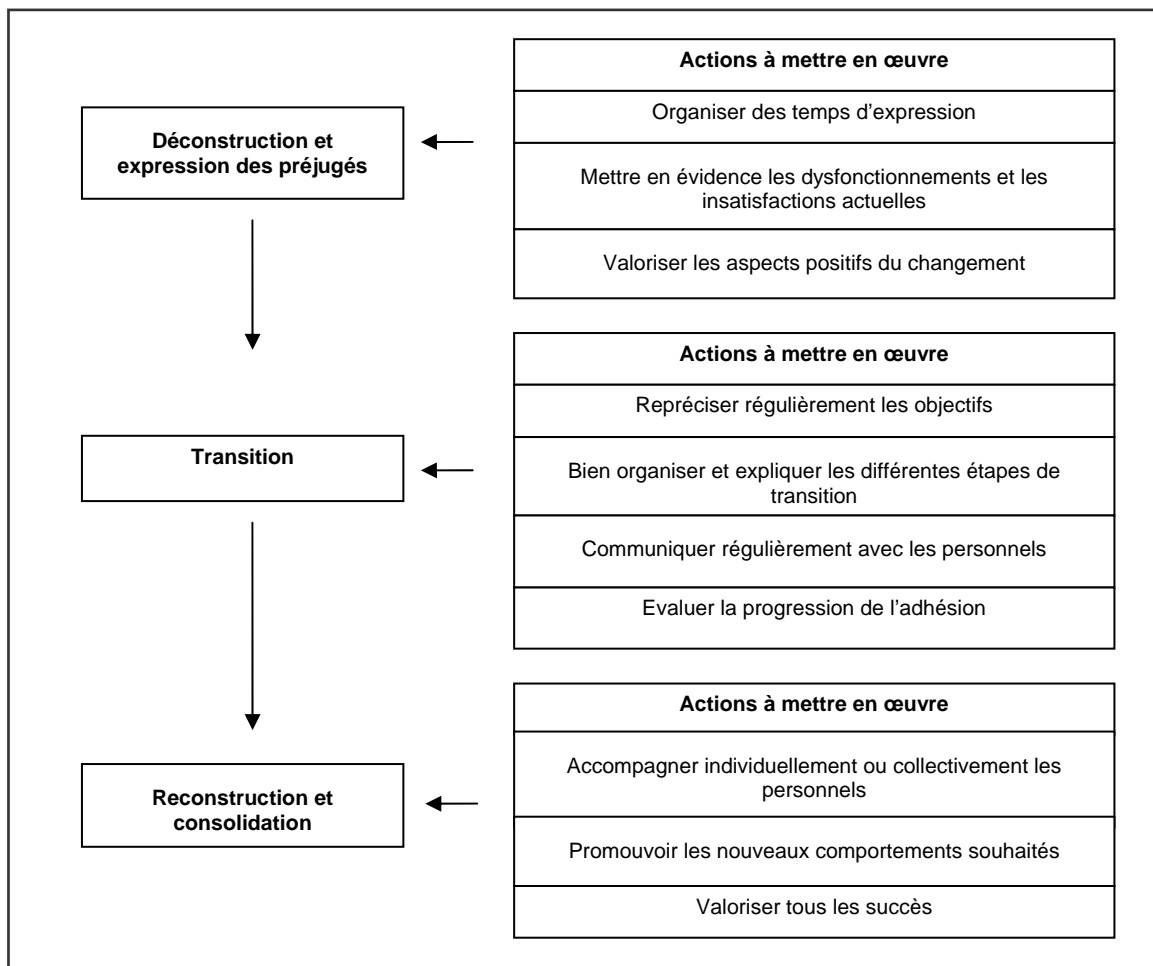 Actions à mettre en œuvre
Organiser des temps d’expression
Déconstruction et
expression des préjugés
Mettre en évidence les dysfonctionnements et les
insatisfactions actuelles
Valoriser les aspects positifs du changement
Actions à mettre en œuvre
Repréciser régulièrement les objectifs
Transition
Bien organiser et expliquer les différentes étapes de
transition
Communiquer régulièrement avec les personnels
Evaluer la progression de l’adhésion
Actions à mettre en œuvre
Accompagner individuellement ou collectivement les
personnels
Reconstruction et
consolidation
Promouvoir les nouveaux comportements souhaités
Valoriser tous les succès